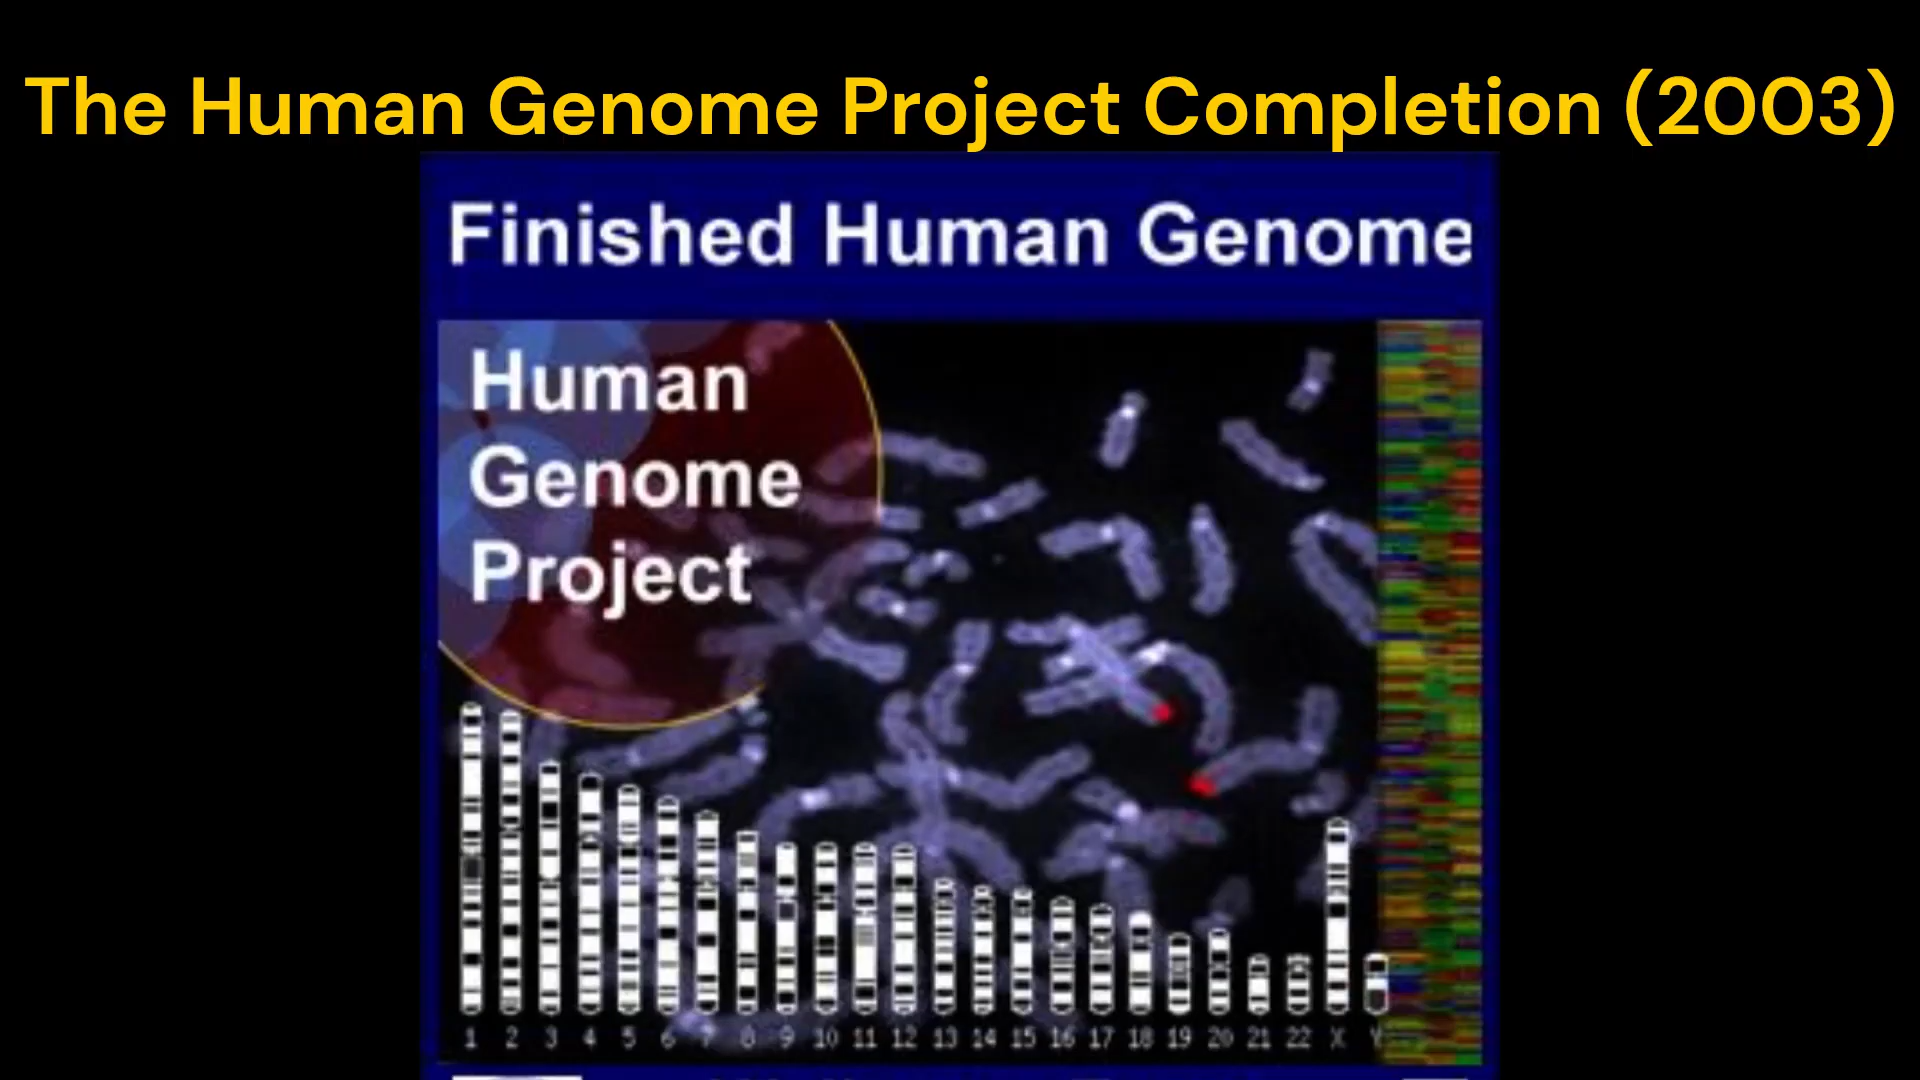 The Human Genome Project Completion (2003)
Finished Human Genome
Human
Genome
Project
1 2 3 4 5 6 7 8 9 10 11 12 13 14 15 16 17 18 19 20 21 22 X Y